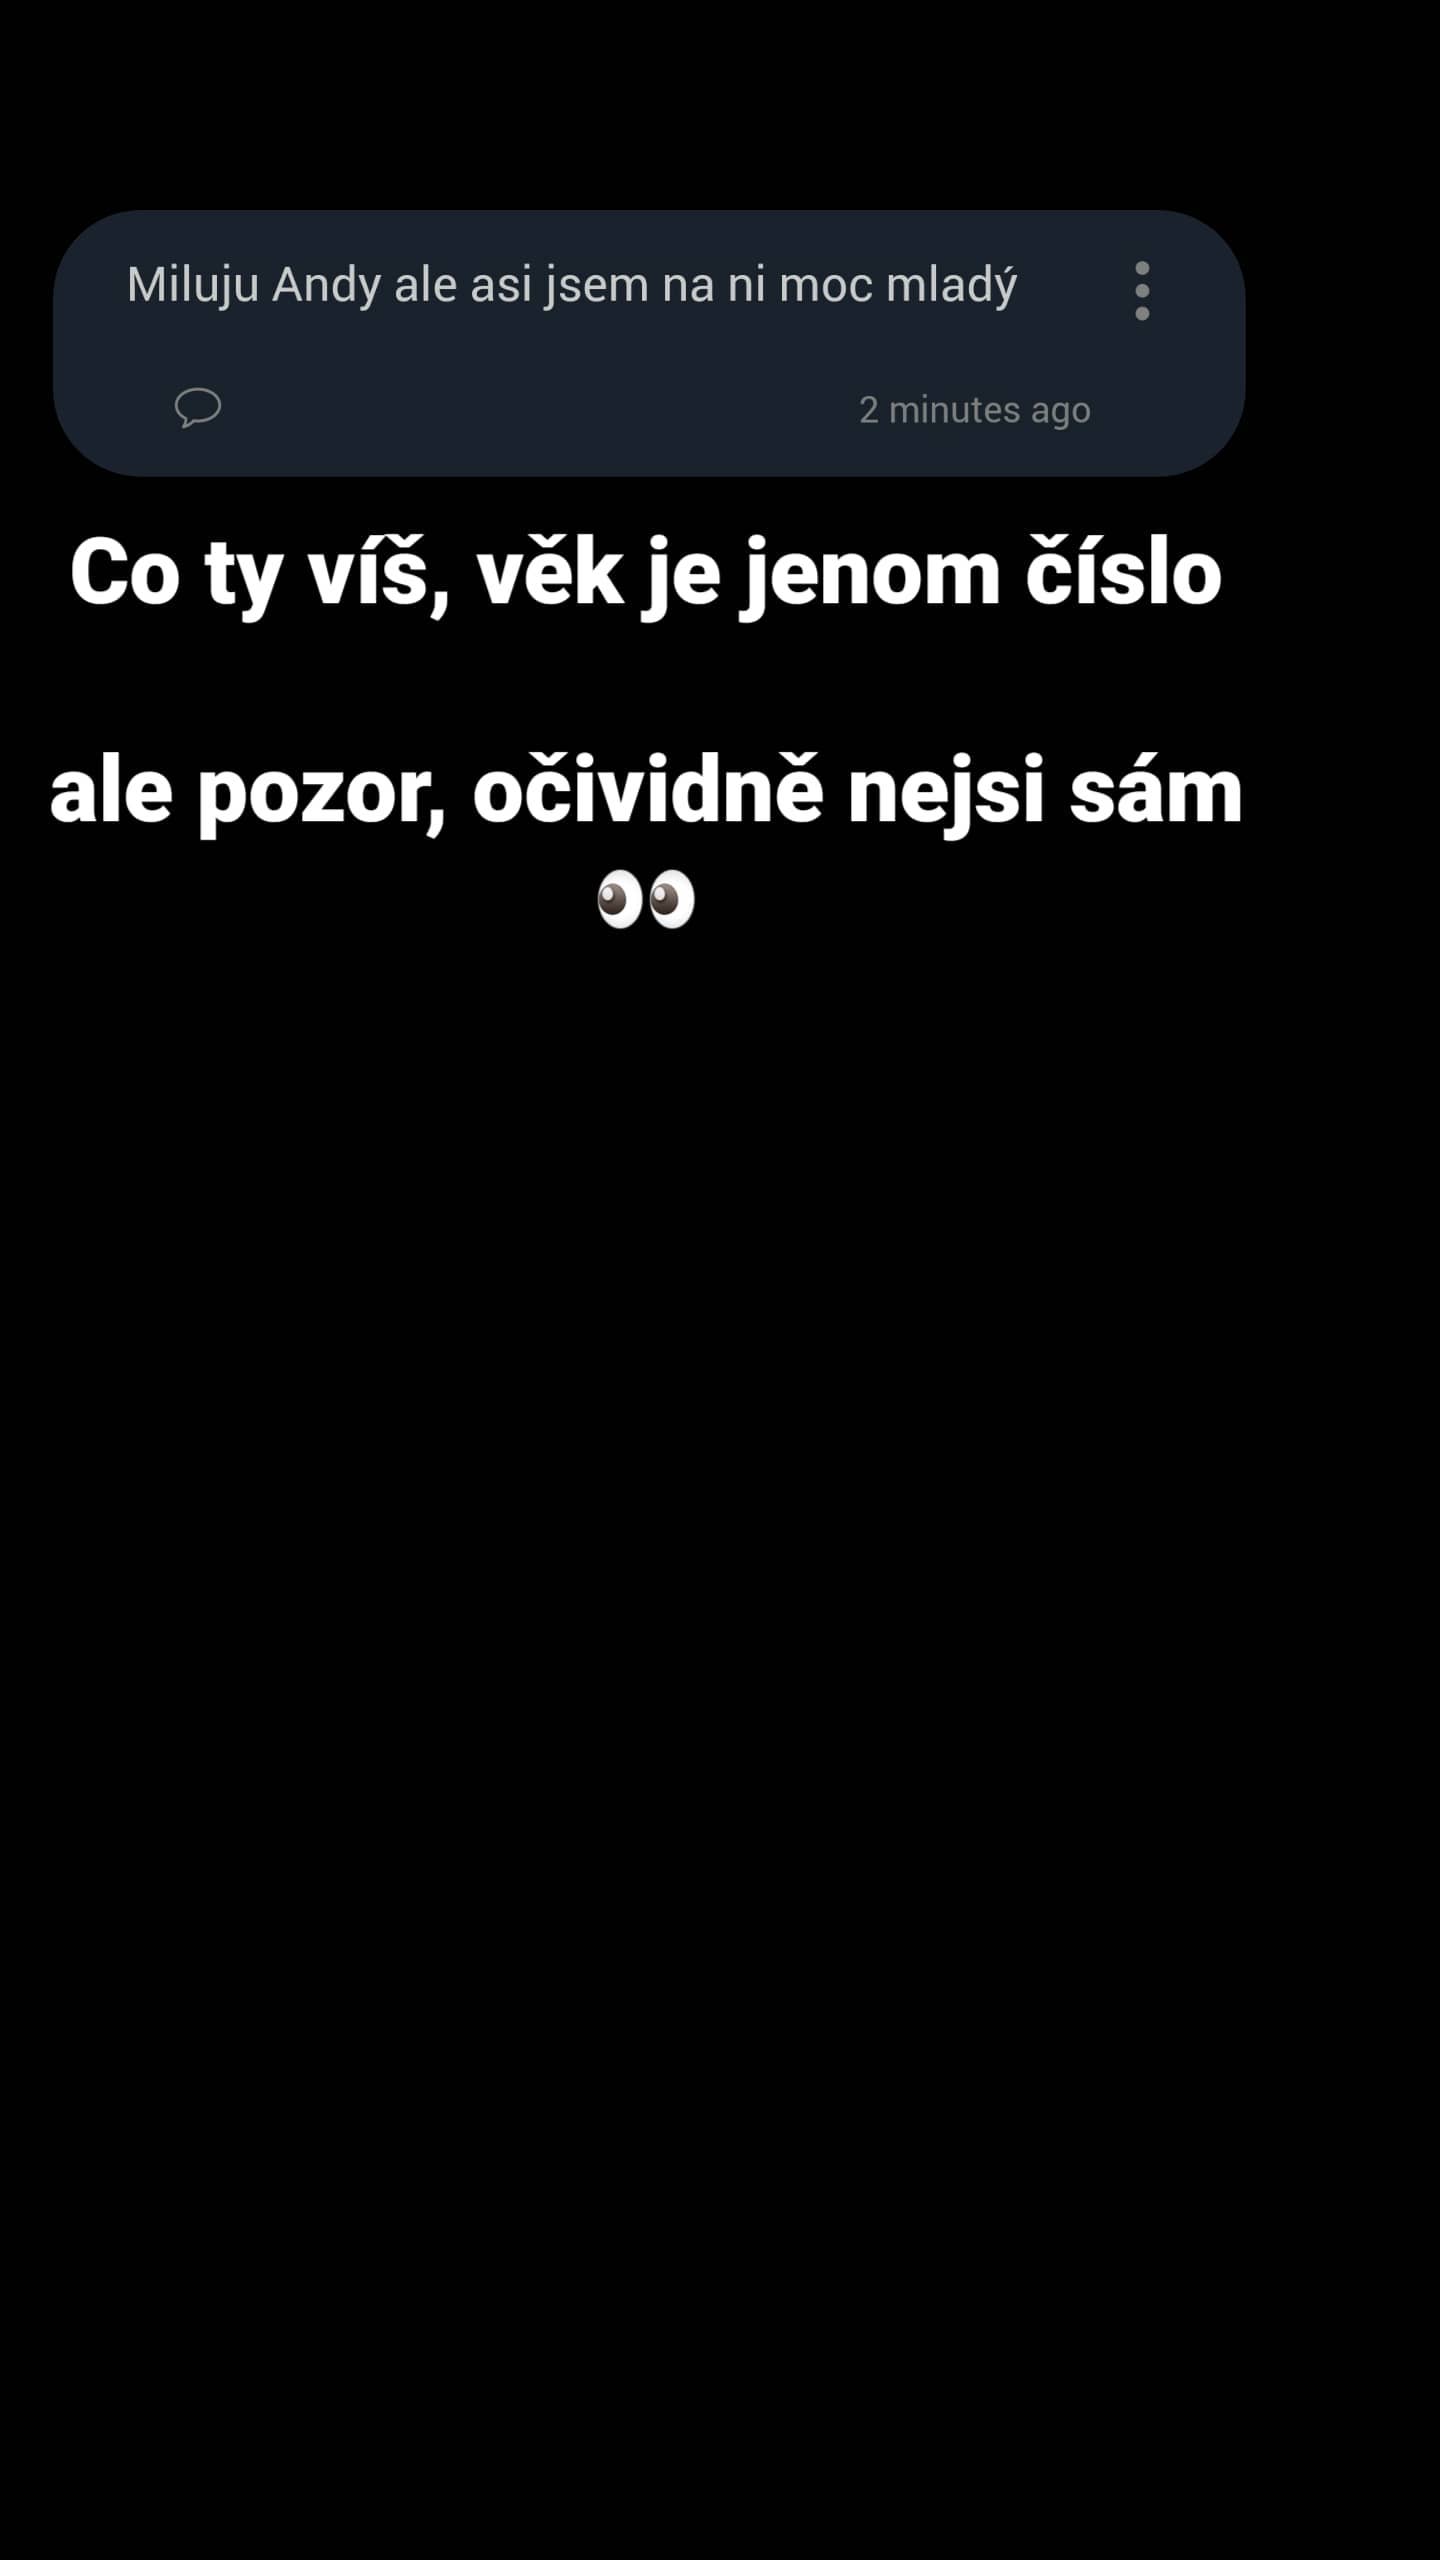 Miluju Andy ale asi jsem na ni moc mladý
2 minutes ago
Co ty víš, věk je jenom číslo
ale pozor, očividně nejsi sám
👀